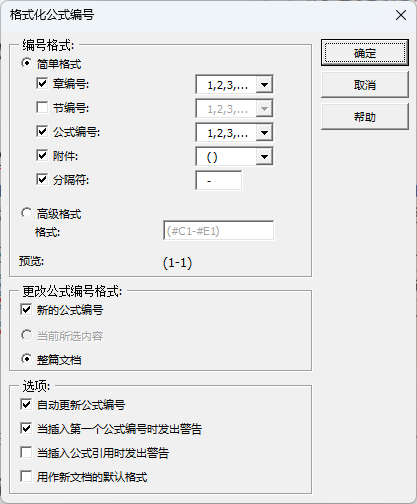 格式化公式编号
编号格式:
简单格式
章编号: 1,2,3,...
节编号: 1,2,3,...
公式编号: 1,2,3,...
附件: ( )
分隔符: -
高级格式
格式: (#C1-#E1)
预览: (1-1)
更改公式编号格式:
新的公式编号
当前所选内容
整篇文档
选项:
自动更新公式编号
当插入第一个公式编号时发出警告
当插入公式引用时发出警告
用作新文档的默认格式
确定
取消
帮助